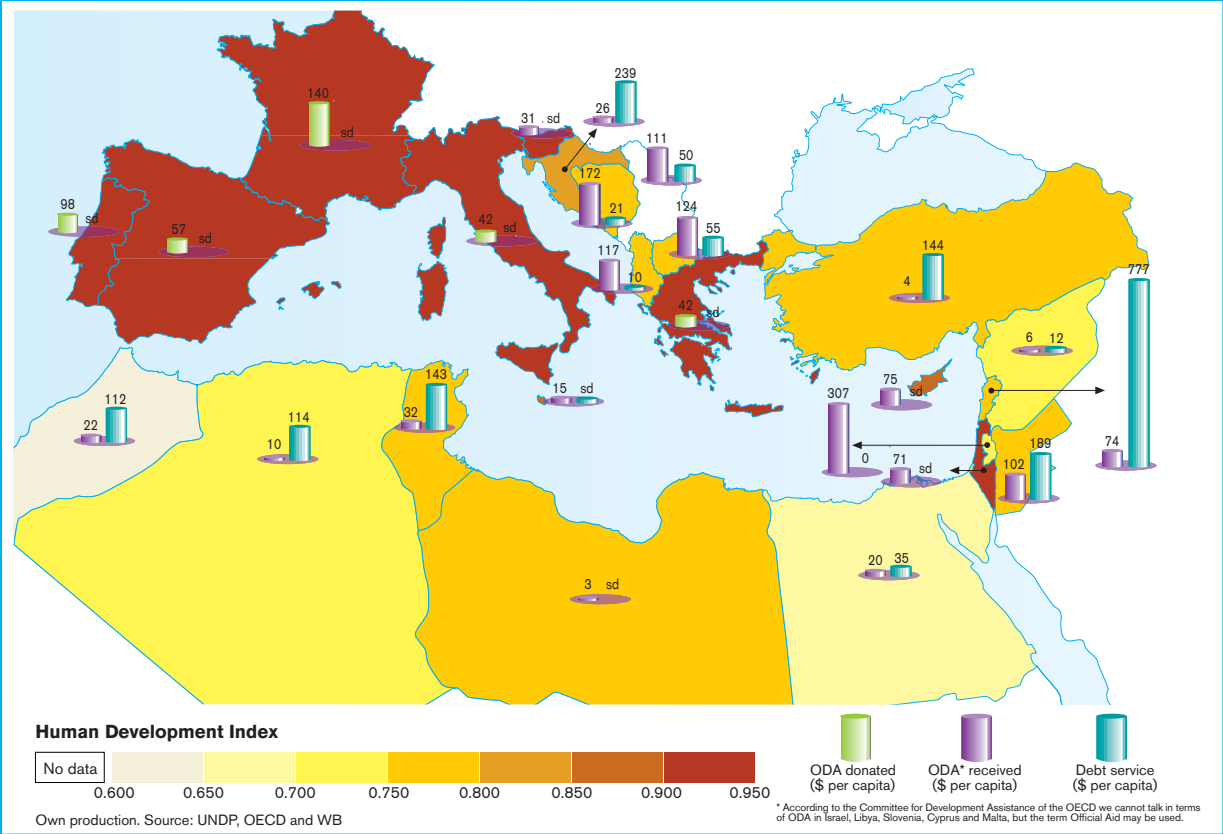 239
140
26
31 sd
sd
111
50
172
98
sd
57
sd
42
sd
21
124
55
144
4
777
117
10
42
sd
6 12
143
32
112
22
114
10
15 sd
75
sd
307
0
71 sd
102
189
74
3 sd
20 35
Human Development Index
No data
0.600 0.650 0.700 0.750 0.800 0.850 0.900 0.950
Own production. Source: UNDP, OECD and WB
ODA donated
($ per capita)
ODA* received
($ per capita)
Debt service
($ per capita)
* According to the Committee for Development Assistance of the OECD we cannot talk in terms
of ODA in Israel, Libya, Slovenia, Cyprus and Malta, but the term Official Aid may be used.